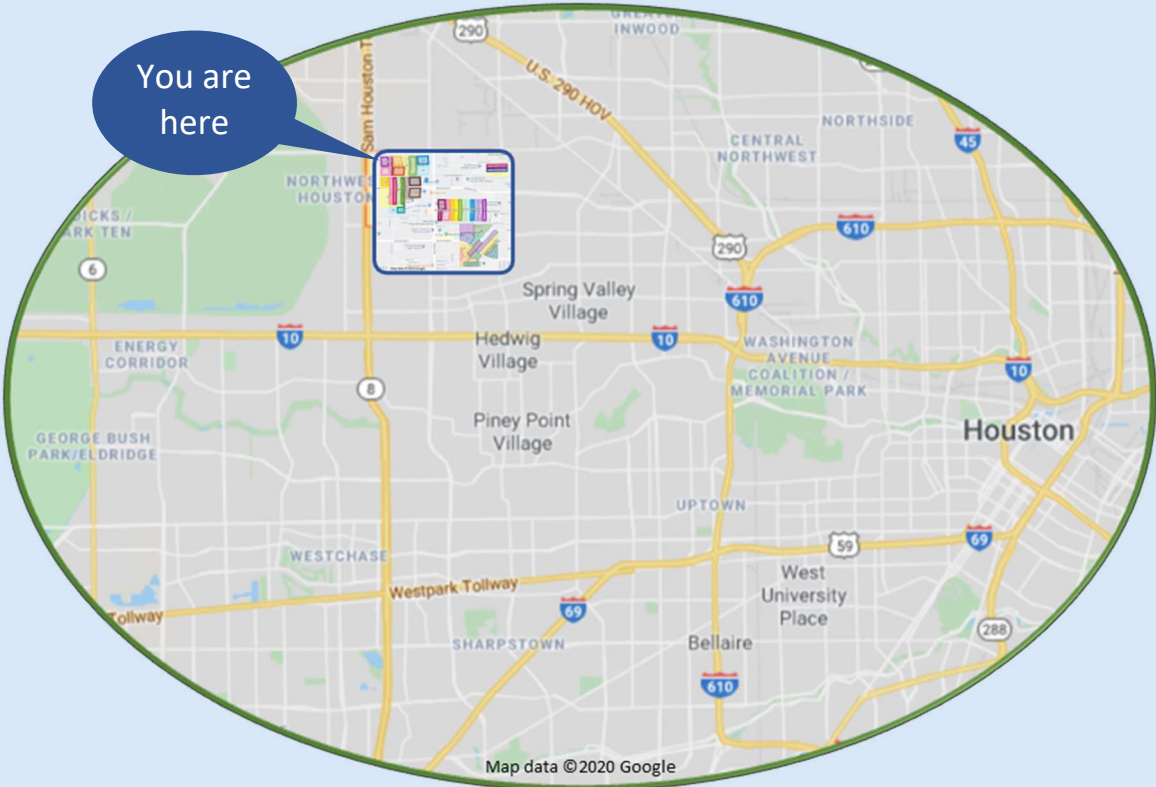 You are
here
GREATER
INWOOD
290
U.S. 290 HOV
Sam Houston T
NORTHSIDE
45
CENTRAL
NORTHWEST
NORTHWES
HOUSTON
DICKS /
ARK TEN
6
610
290
610
Spring Valley
Village
10
Hedwig
Village
10
ENERGY
CORRIDOR
WASHINGTON
AVENUE
COALITION /
MEMORIAL PARK
10
8
Piney Point
Village
Houston
GEORGE BUSH
PARK/ELDRIDGE
UPTOWN
59
69
WESTCHASE
West
University
Place
Westpark Tollway
69
Tollway
288
SHARPSTOWN
Bellaire
610
Map data ©2020 Google